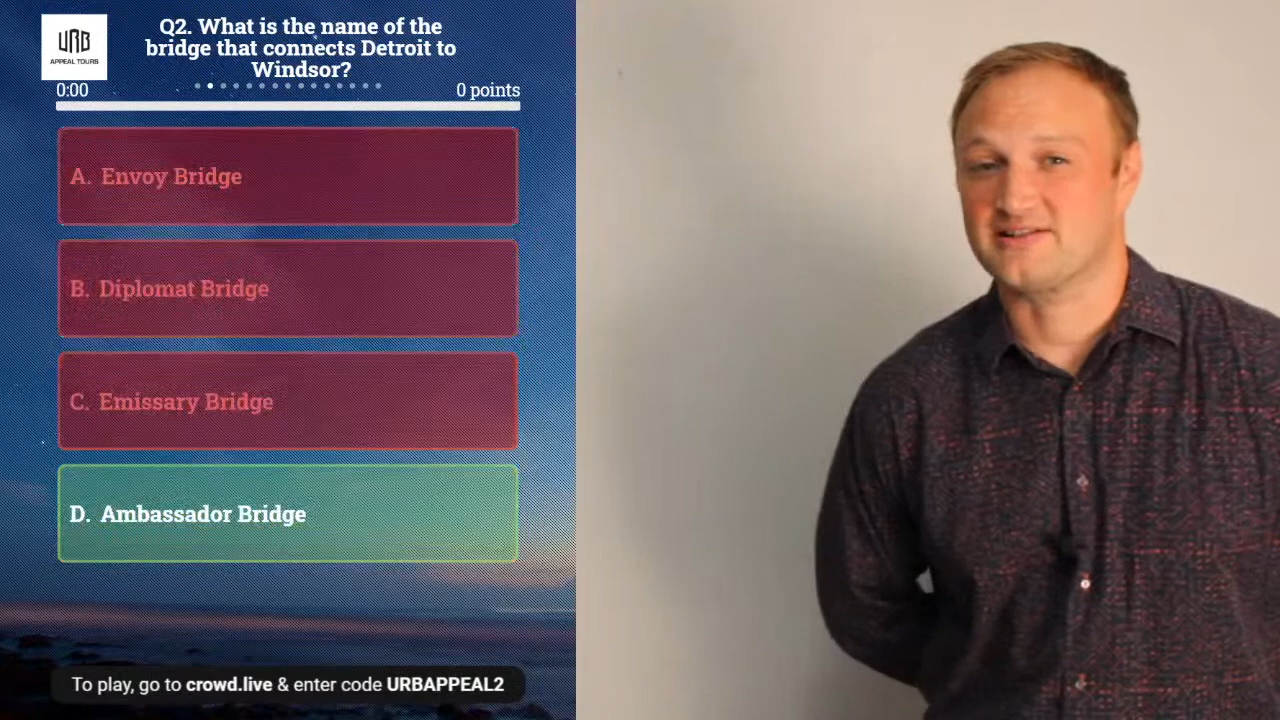 URB
APPEAL TOURS
Q2. What is the name of the
bridge that connects Detroit to
Windsor?
0:00
0 points
A. Envoy Bridge
B. Diplomat Bridge
C. Emissary Bridge
D. Ambassador Bridge
To play, go to crowd.live & enter code URBAPPEAL2